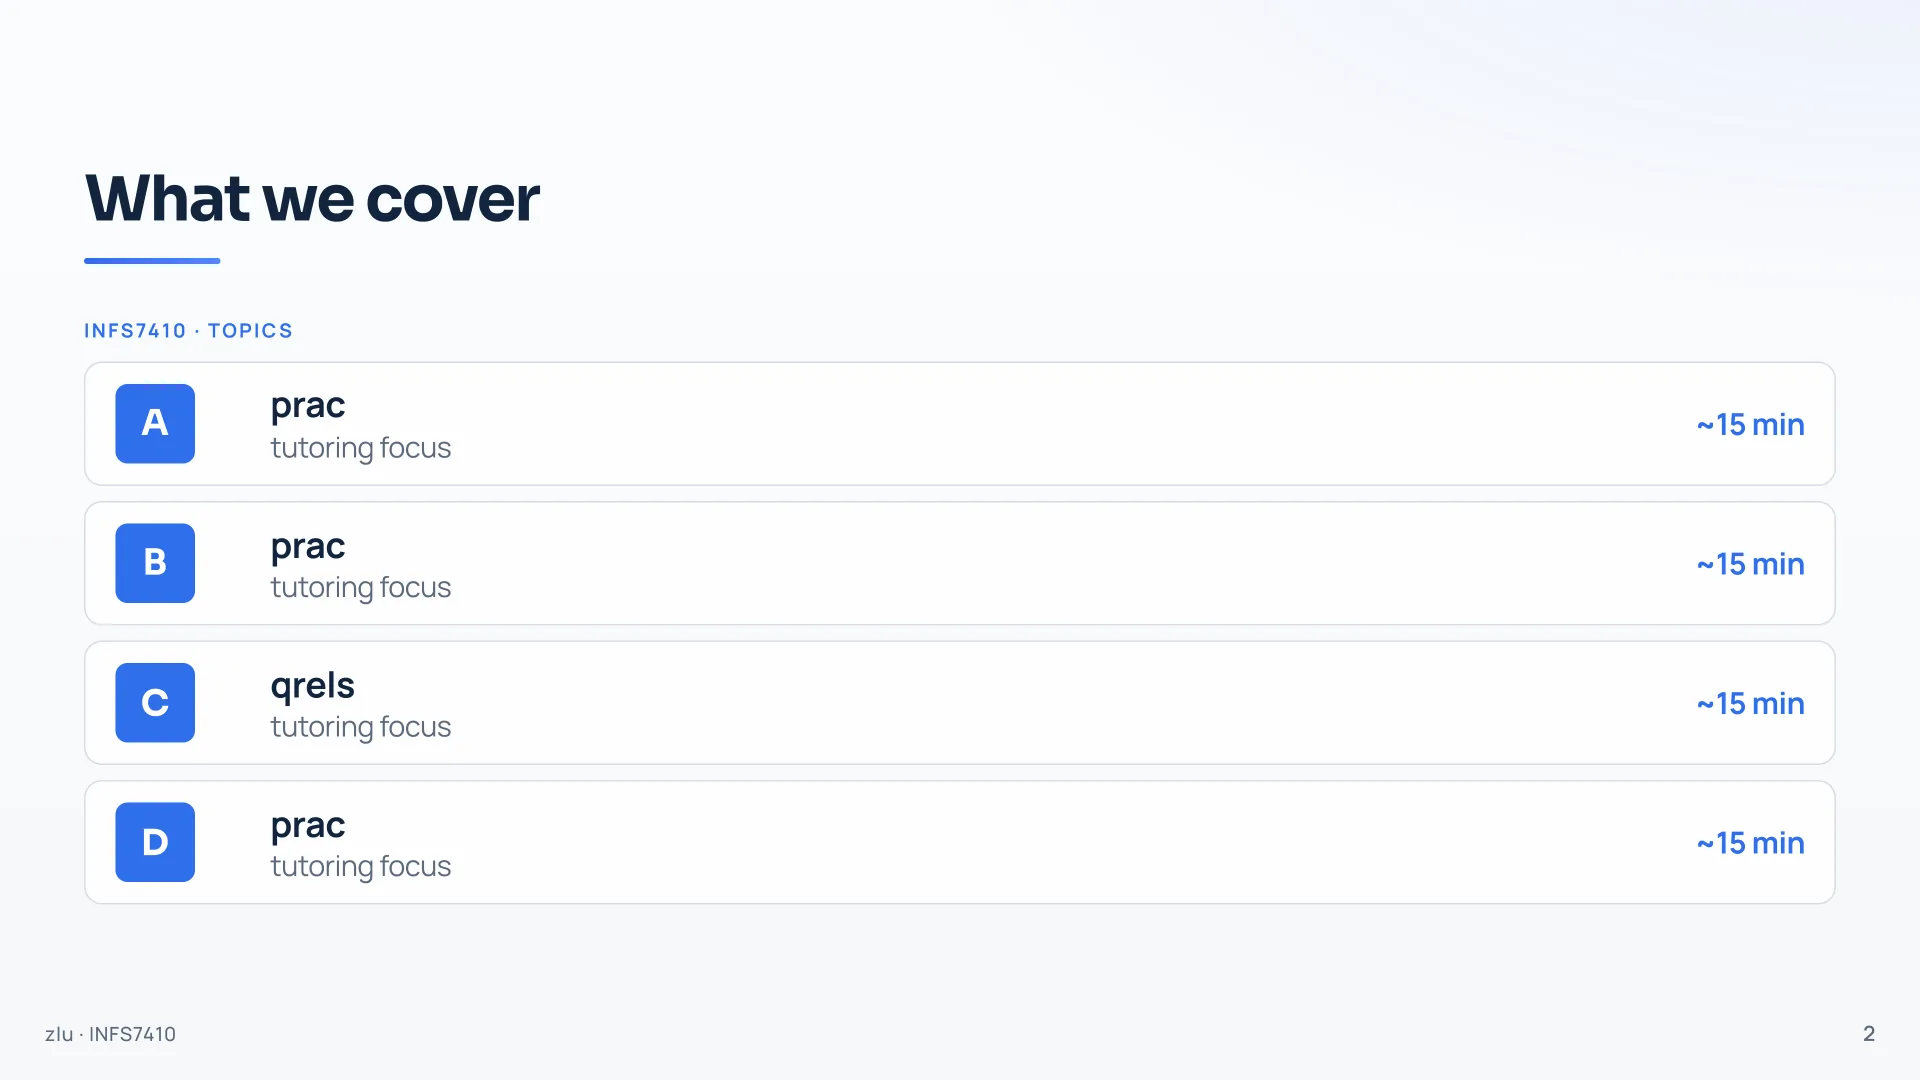 What we cover
INFS7410 · TOPICS
A
prac
tutoring focus
~15 min
B
prac
tutoring focus
~15 min
C
qrels
tutoring focus
~15 min
D
prac
tutoring focus
~15 min
zlu · INFS7410
2